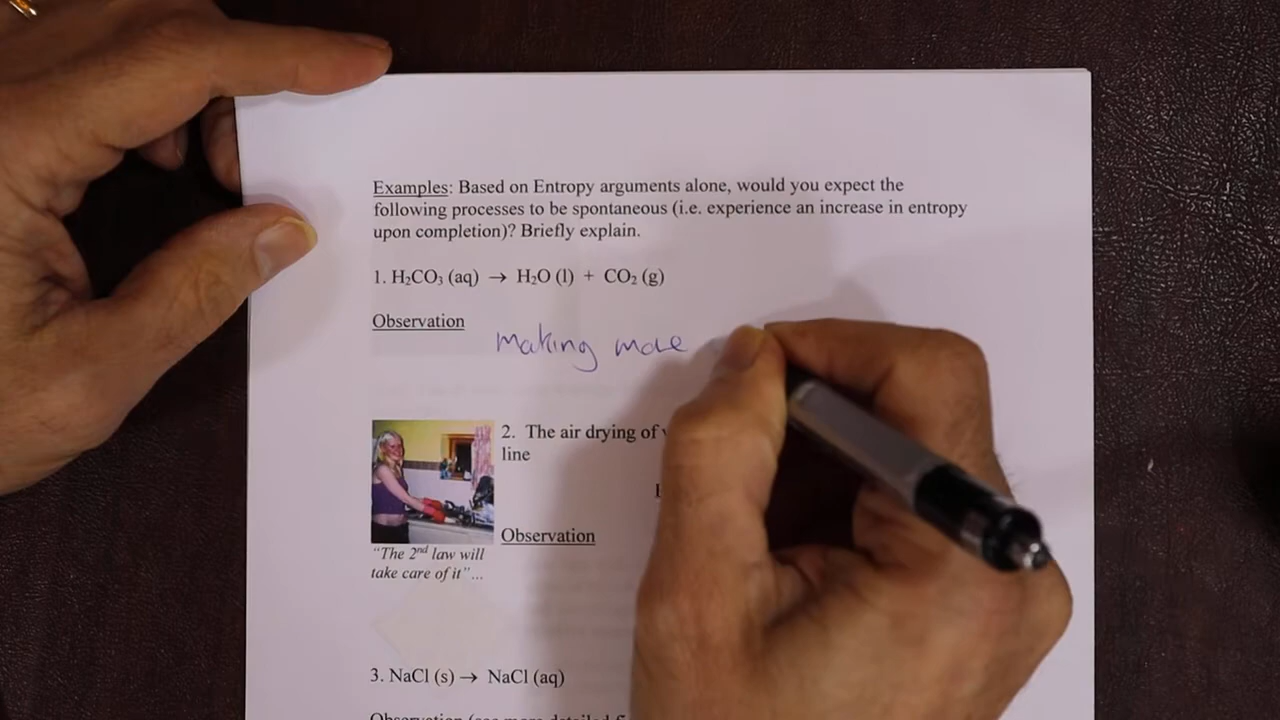 Examples: Based on Entropy arguments alone, would you expect the
following processes to be spontaneous (i.e. experience an increase in entropy
upon completion)? Briefly explain.
1. H₂CO₃ (aq) → H₂O (l) + CO₂ (g)
Observation
making more
2. The air drying of
line
Observation
"The 2nd law will
take care of it"...
3. NaCl (s) → NaCl (aq)